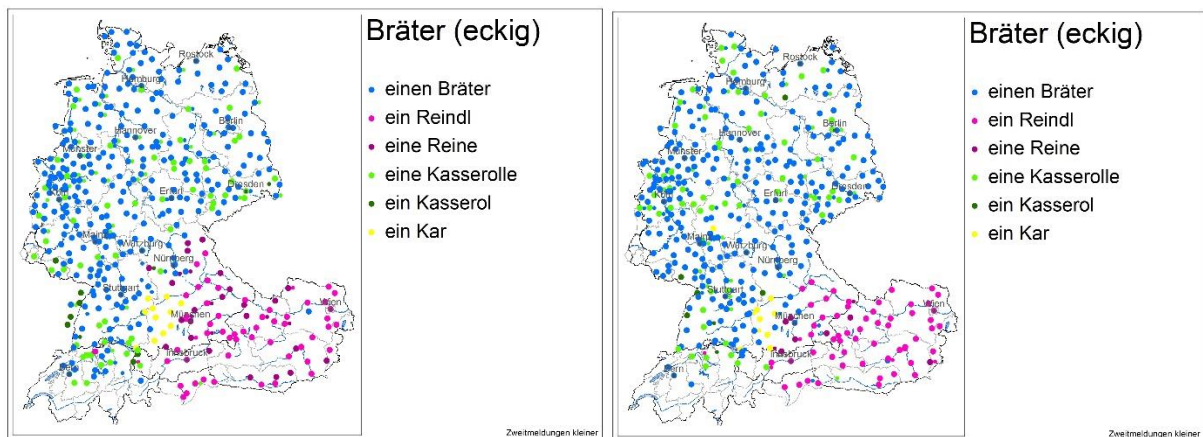 Bräter (eckig)
einen Bräter
ein Reindl
eine Reine
eine Kasserolle
ein Kasserol
ein Kar
Rostock
Hamburg
Berlin
Hannover
Münster
Köln
Erfurt
Dresden
Mainz
Würzburg
Nürnberg
Stuttgart
München
Wien
Innsbruck
Bern
Zweitmeldungen kleiner
Bräter (eckig)
einen Bräter
ein Reindl
eine Reine
eine Kasserolle
ein Kasserol
ein Kar
Rostock
Hamburg
Berlin
Hannover
Münster
Köln
Erfurt
Dresden
Mainz
Würzburg
Nürnberg
Stuttgart
München
Wien
Innsbruck
Bern
Zweitmeldungen kleiner